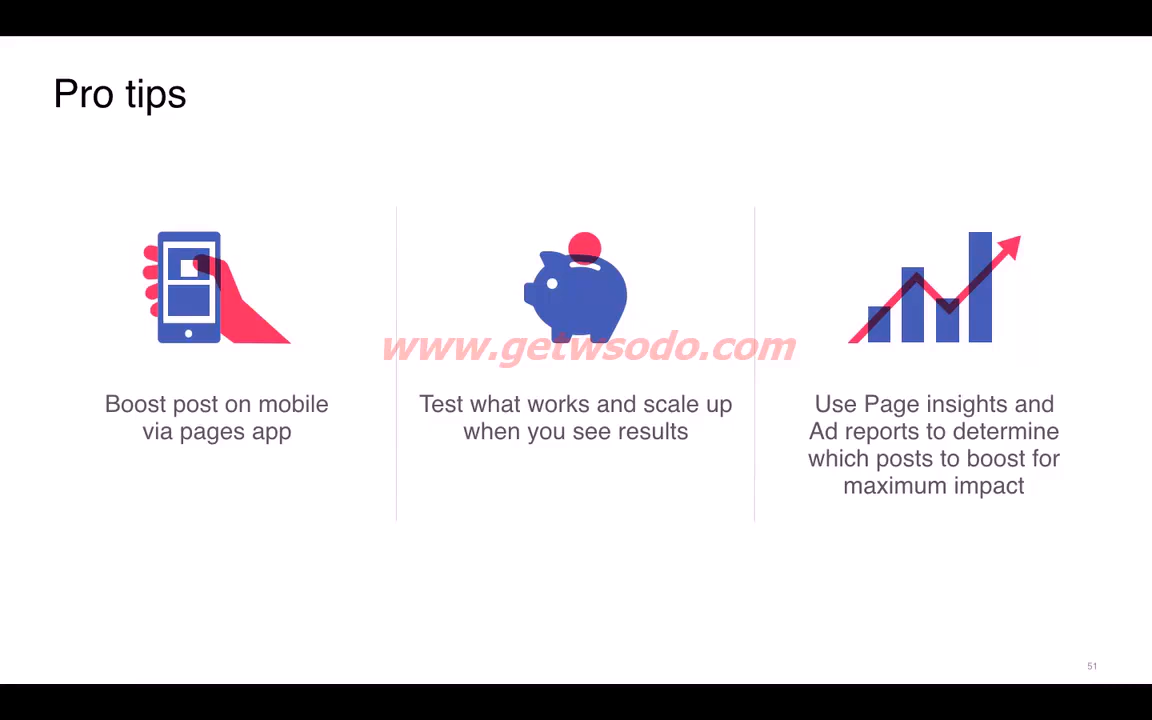 Pro tips
www.getwsodo.com
Boost post on mobile
via pages app
Test what works and scale up
when you see results
Use Page insights and
Ad reports to determine
which posts to boost for
maximum impact
51